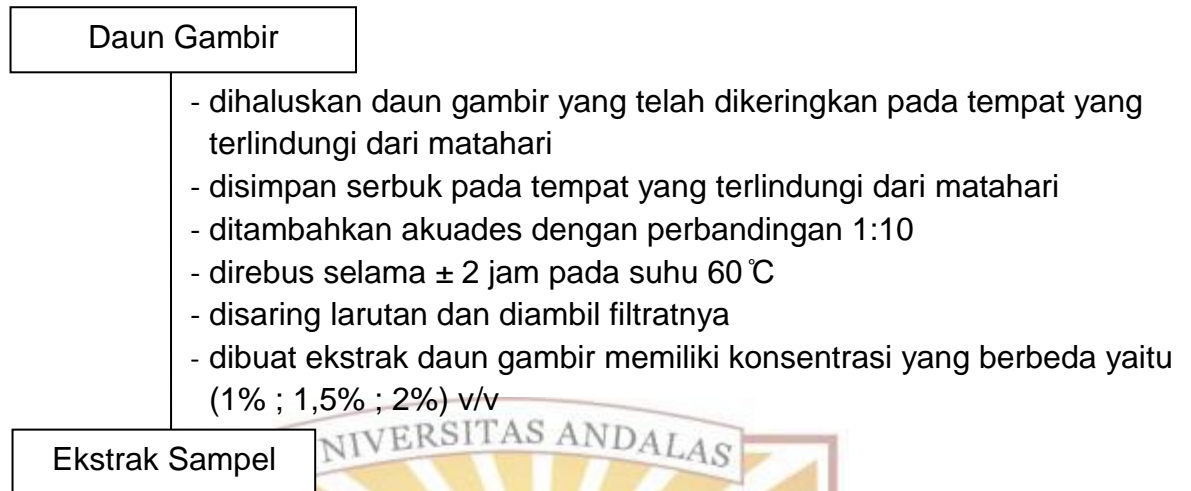 Daun Gambir
- dihaluskan daun gambir yang telah dikeringkan pada tempat yang
terlindungi dari matahari
- disimpan serbuk pada tempat yang terlindungi dari matahari
- ditambahkan akuades dengan perbandingan 1:10
- direbus selama ± 2 jam pada suhu 60 ℃
- disaring larutan dan diambil filtratnya
- dibuat ekstrak daun gambir memiliki konsentrasi yang berbeda yaitu
(1% ; 1,5% ; 2%) v/v
NIVERSITAS ANDALAS
Ekstrak Sampel